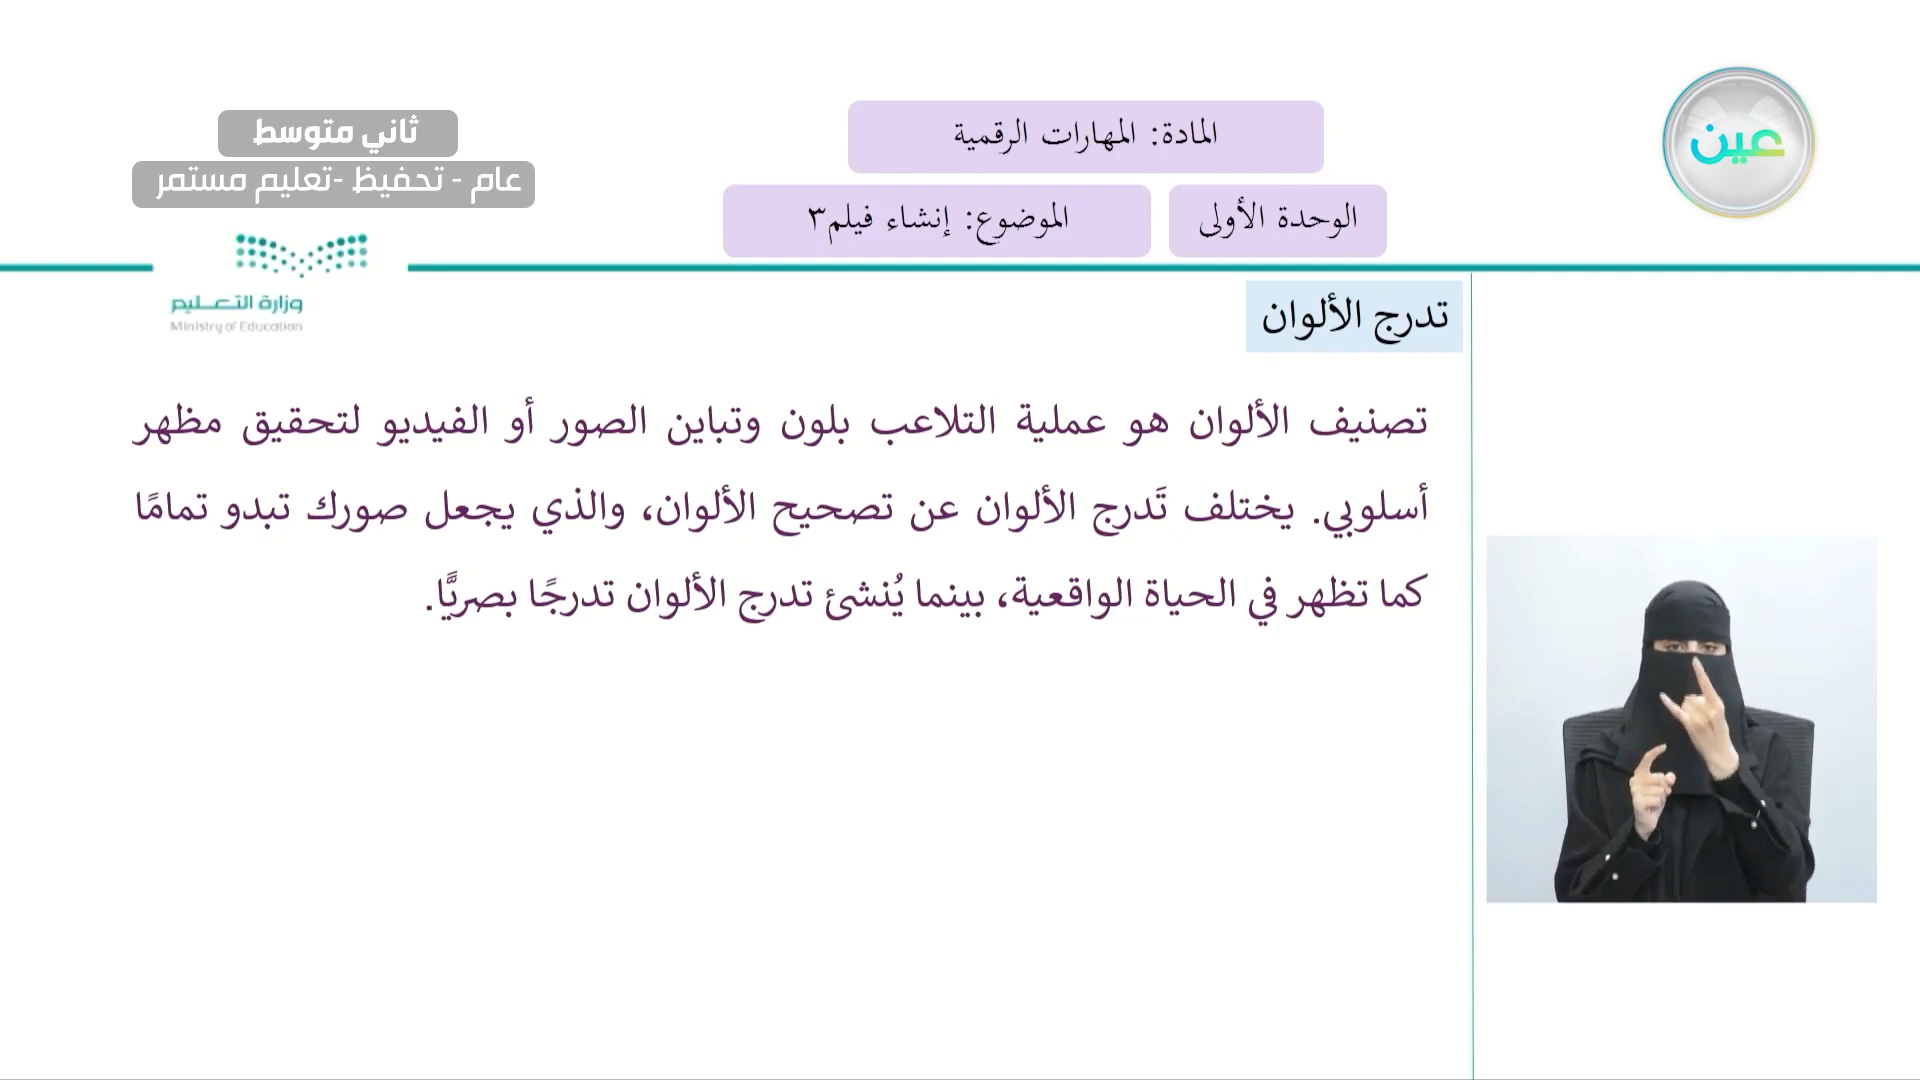 عين
المادة: المهارات الرقمية
الوحدة الأولى
الموضوع: إنشاء فيلم٣
ثاني متوسط
عام - تحفيظ -تعليم مستمر
وزارة التعليم
Ministry of Education
تدرج الألوان
تصنيف الألوان هو عملية التلاعب بلون وتباين الصور أو الفيديو لتحقيق مظهر
أسلوبي. يختلف تَدرج الألوان عن تصحيح الألوان، والذي يجعل صورك تبدو تمامًا
كما تظهر في الحياة الواقعية، بينما يُنشئ تدرج الألوان تدرجًا بصريًّا.